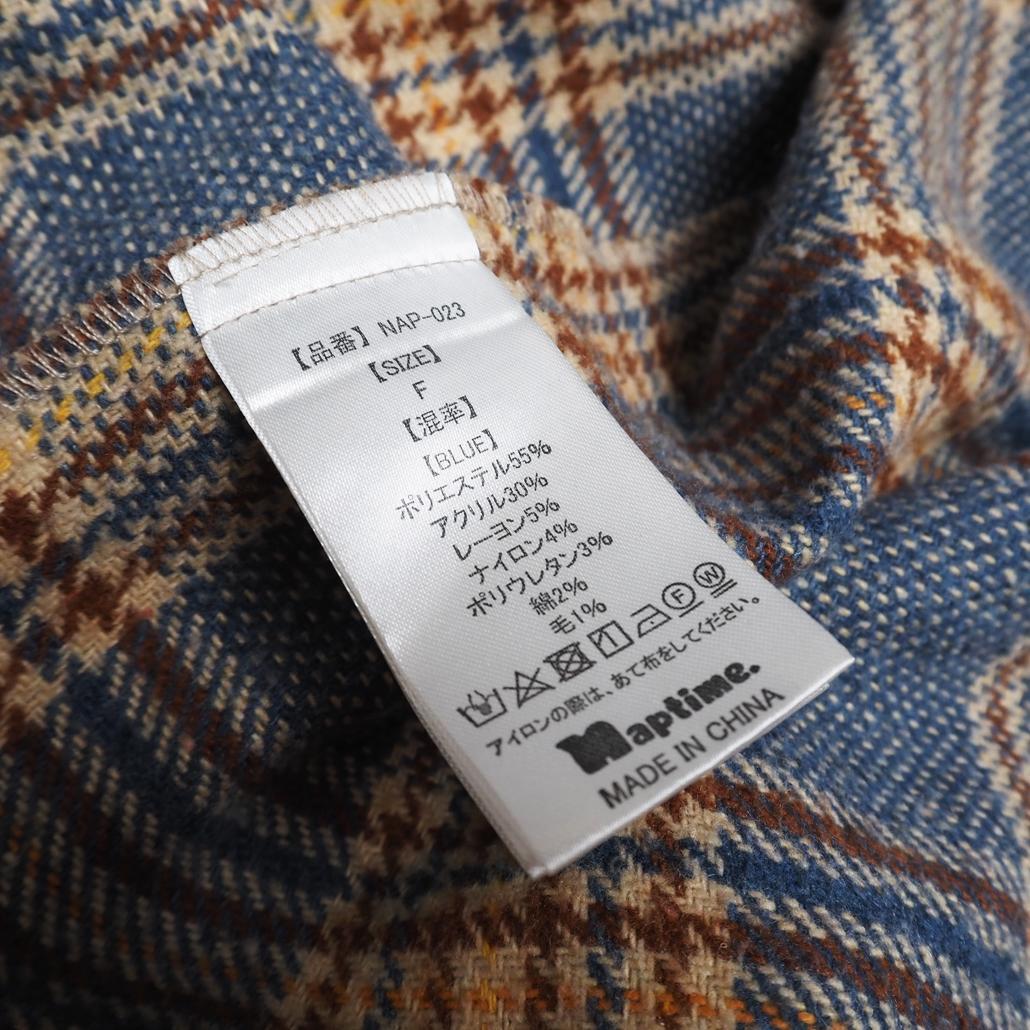 【品番】NAP-023
【SIZE】
F
【混率】
【BLUE】
ポリエステル55%
アクリル30%
レーヨン5%
ナイロン4%
ポリウレタン3%
綿2%
毛1%
F W
アイロンの際は、あて布をしてください。
Maptime.
MADE IN CHINA